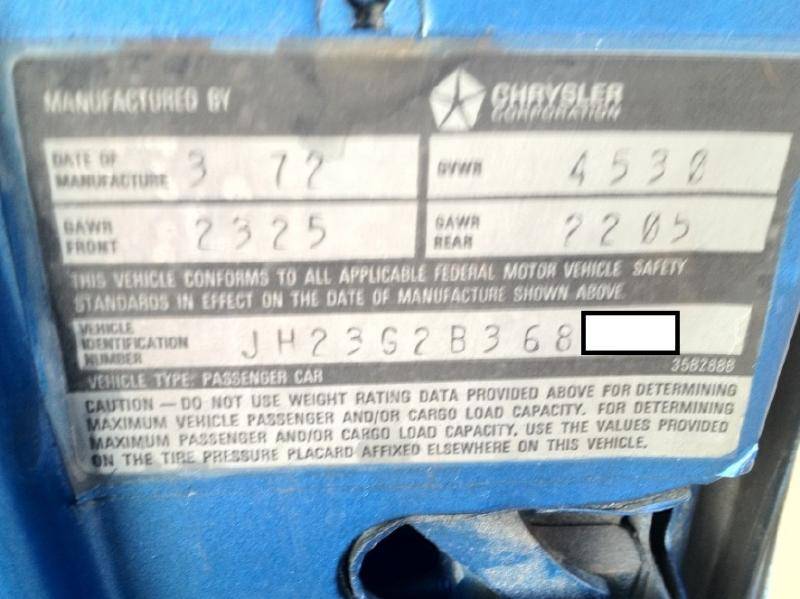 MANUFACTURED BY
CHRYSLER
CORPORATION
DATE OF
MANUFACTURE
3 72
GVWR
4530
GAWR
FRONT
2325
GAWR
REAR
2205
THIS VEHICLE CONFORMS TO ALL APPLICABLE FEDERAL MOTOR VEHICLE SAFETY
STANDARDS IN EFFECT ON THE DATE OF MANUFACTURE SHOWN ABOVE.
VEHICLE
IDENTIFICATION
NUMBER
JH23G2B368
3582888
VEHICLE TYPE: PASSENGER CAR
CAUTION — DO NOT USE WEIGHT RATING DATA PROVIDED ABOVE FOR DETERMINING
MAXIMUM VEHICLE PASSENGER AND/OR CARGO LOAD CAPACITY. FOR DETERMINING
MAXIMUM PASSENGER AND/OR CARGO LOAD CAPACITY, USE THE VALUES PROVIDED
ON THE TIRE PRESSURE PLACARD AFFIXED ELSEWHERE ON THIS VEHICLE.